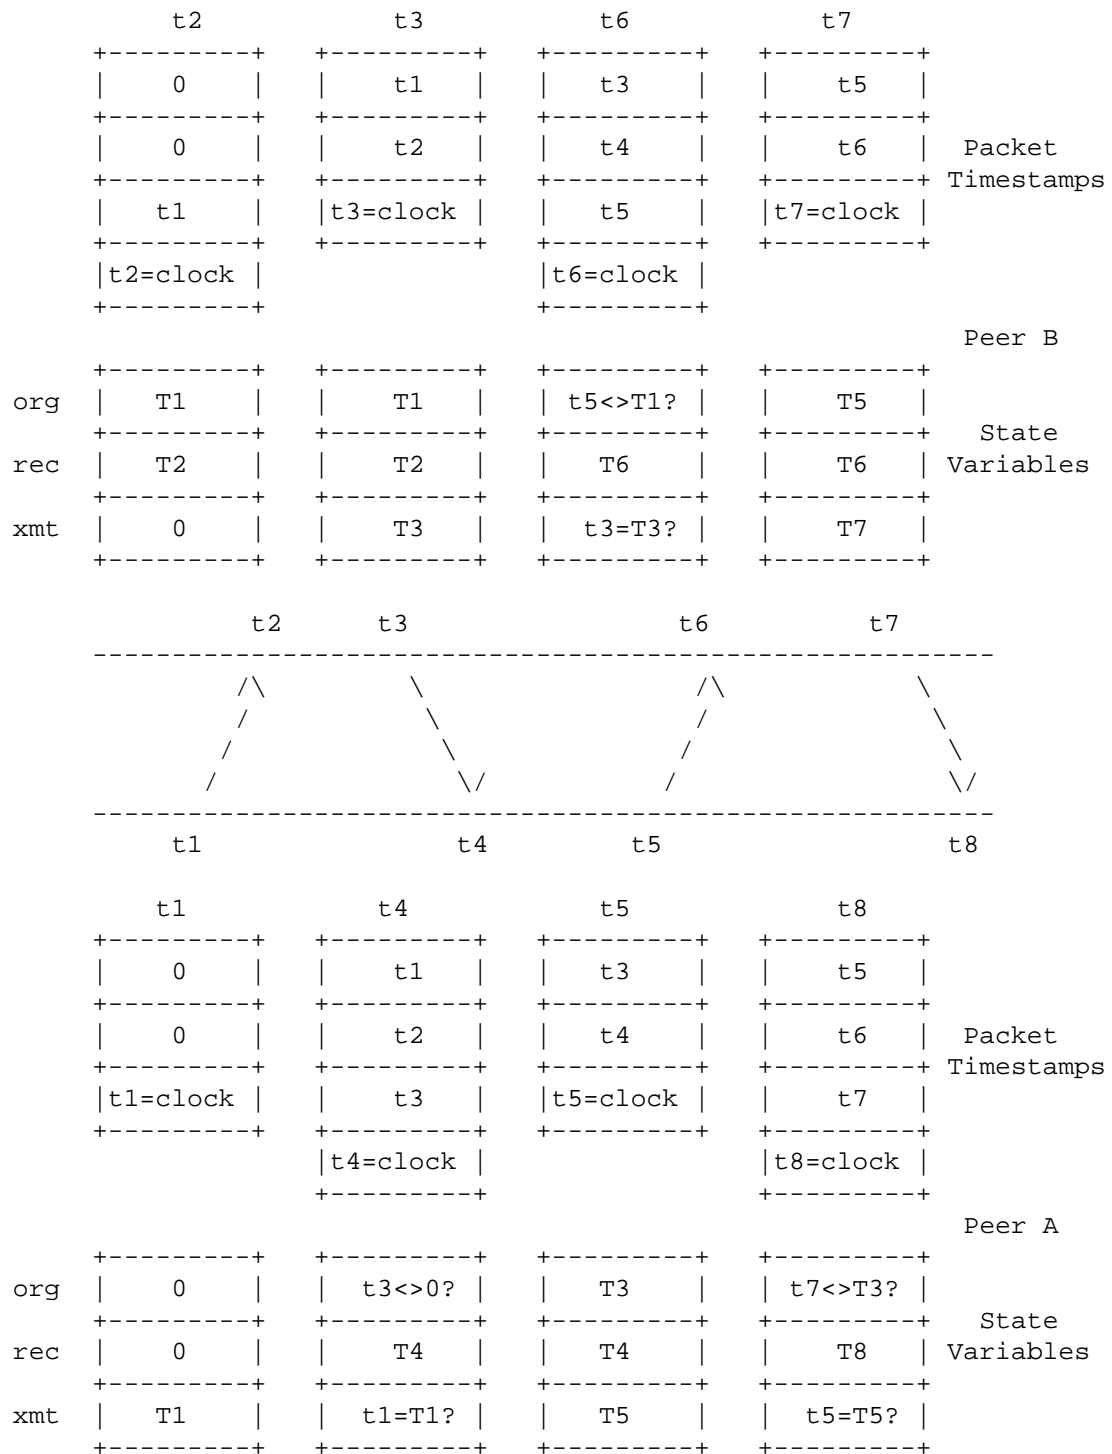 t2            t3            t6            t7
         +---------+   +---------+   +---------+   +---------+
         |    0    |   |    t1   |   |   t3    |   |    t5   |
         +---------+   +---------+   +---------+   +---------+
         |    0    |   |    t2   |   |   t4    |   |    t6   |  Packet
         +---------+   +---------+   +---------+   +---------+ Timestamps
         |   t1    |   |t3=clock |   |   t5    |   |t7=clock |
         +---------+   +---------+   +---------+   +---------+
         |t2=clock |                 |t6=clock |
         +---------+                 +---------+
                                                                Peer B
         +---------+   +---------+   +---------+   +---------+
   org   |   T1    |   |    T1   |   | t5<>T1? |   |    T5   |
         +---------+   +---------+   +---------+   +---------+   State
   rec   |   T2    |   |    T2   |   |   T6    |   |    T6   | Variables
         +---------+   +---------+   +---------+   +---------+
   xmt   |    0    |   |    T3   |   |  t3=T3? |   |    T7   |
         +---------+   +---------+   +---------+   +---------+

                   t2      t3                 t6          t7
         ---------------------------------------------------------
                  /\         \                 /\            \
                  /           \                /              \
                 /             \              /                \
                /               \/           /                 \/
         ---------------------------------------------------------
              t1                t4         t5                  t8

             t1            t4            t5             t8
         +---------+   +---------+   +---------+   +---------+
         |    0    |   |    t1   |   |   t3    |   |    t5   |
         +---------+   +---------+   +---------+   +---------+
         |    0    |   |    t2   |   |   t4    |   |    t6   |  Packet
         +---------+   +---------+   +---------+   +---------+ Timestamps
         |t1=clock |   |    t3   |   |t5=clock |   |    t7   |
         +---------+   +---------+   +---------+   +---------+
                       |t4=clock |                 |t8=clock |
                       +---------+                 +---------+
                                                                Peer A
         +---------+   +---------+   +---------+   +---------+
   org   |    0    |   |  t3<>0? |   |   T3    |   | t7<>T3? |
         +---------+   +---------+   +---------+   +---------+   State
   rec   |    0    |   |    T4   |   |   T4    |   |    T8   | Variables
         +---------+   +---------+   +---------+   +---------+
   xmt   |   T1    |   |  t1=T1? |   |   T5    |   |  t5=T5? |
         +---------+   +---------+   +---------+   +---------+